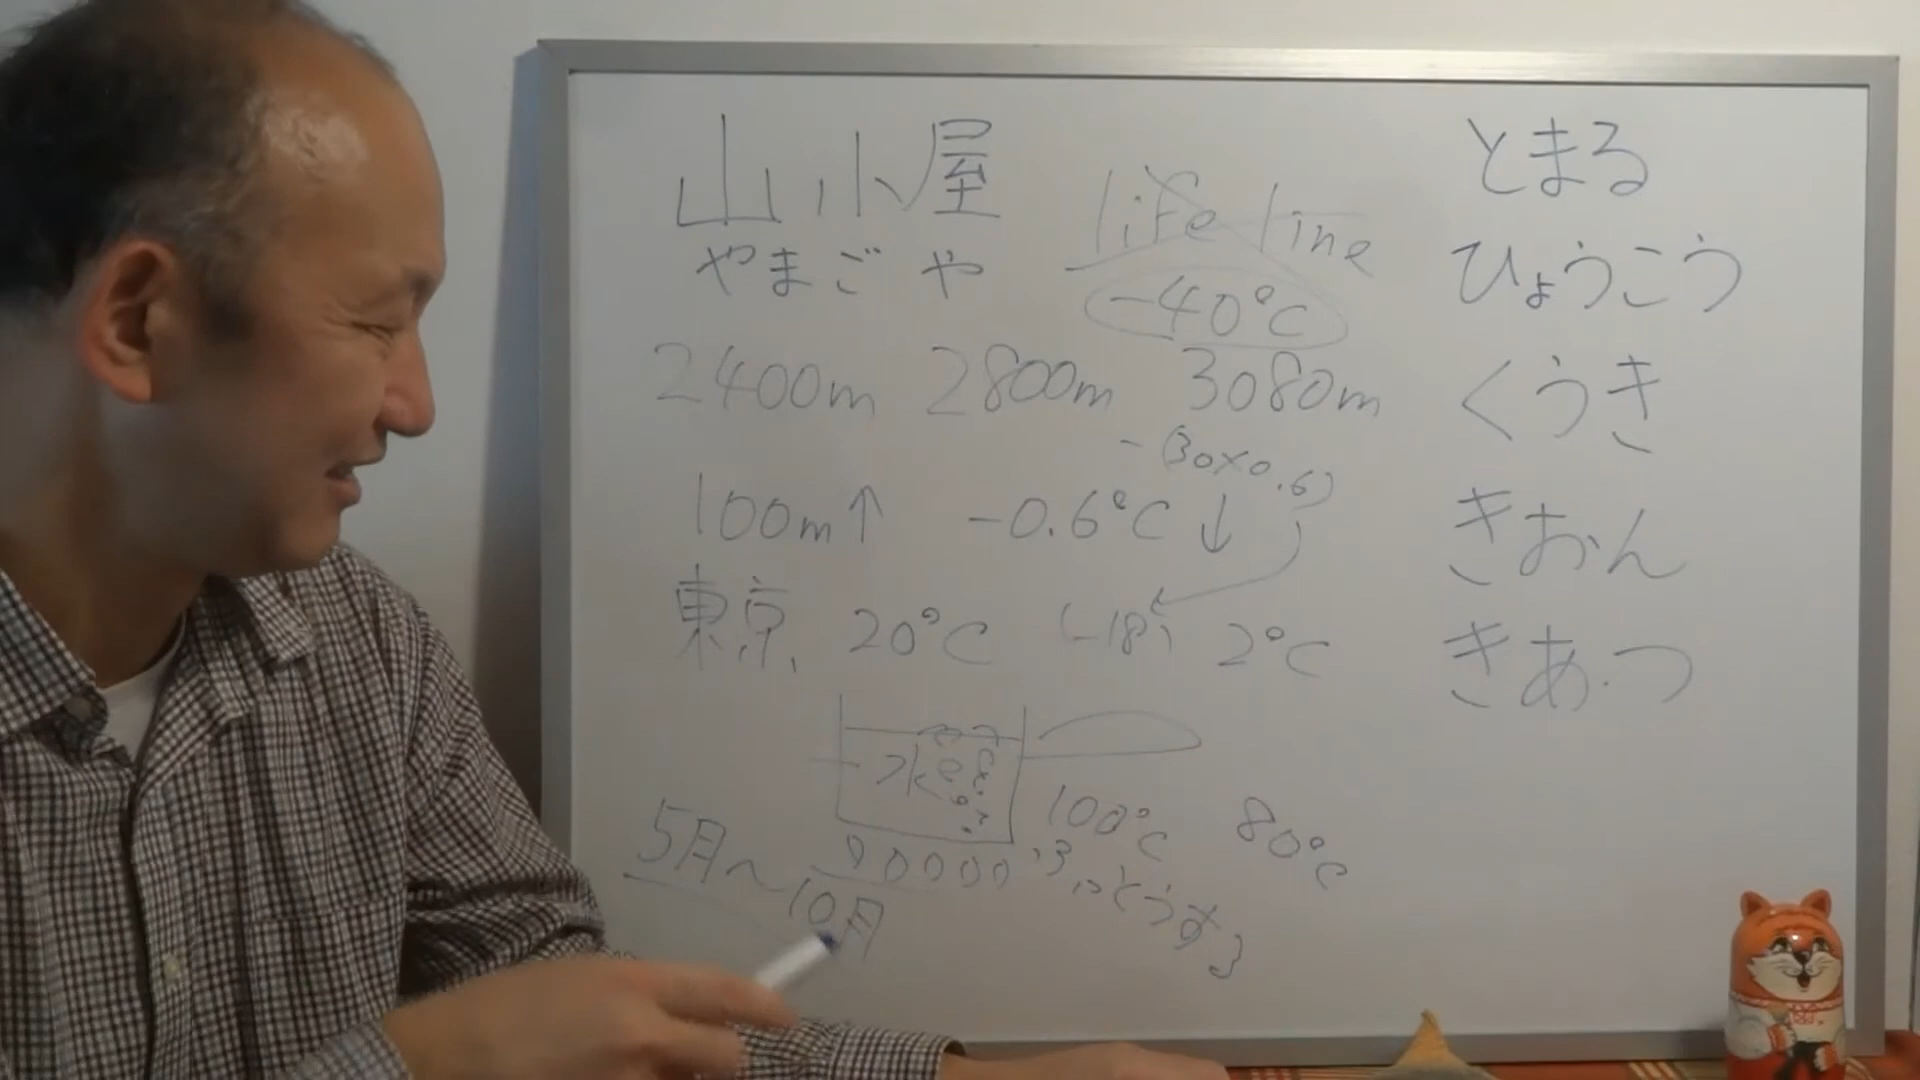 山小屋
やまごや
life line
-40°C
2400m 2800m 3080m
-(30×0.6)
100m↑ -0.6°C↓
東京 20°C (-18) 2°C
水
100°C 80°C
ふっとうする
5月~
10月
とまる
ひょうこう
くうき
きおん
きあつ